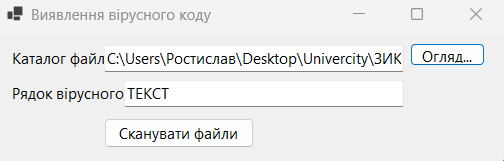 Виявлення вірусного коду
Каталог файл C:\Users\Ростислав\Desktop\Univercity\ЗИК Огляд...
Рядок вірусного ТЕКСТ
Сканувати файли